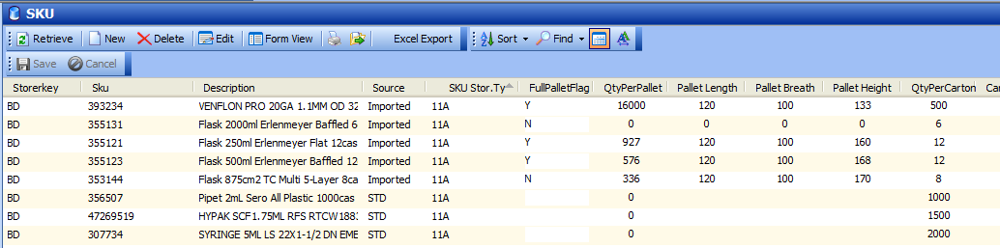 SKU
Retrieve New Delete Edit Form View Excel Export Sort Find
Save Cancel
Storerkey Sku Description Source SKU Stor.Ty FullPalletFlag QtyPerPallet Pallet Length Pallet Breath Pallet Height QtyPerCarton Car
BD 393234 VENFLON PRO 20GA 1.1MM OD 32 Imported 11A Y 16000 120 100 133 500
BD 355131 Flask 2000ml Erlenmeyer Baffled 6 Imported 11A N 0 0 0 0 6
BD 355121 Flask 250ml Erlenmeyer Flat 12cas Imported 11A Y 927 120 100 160 12
BD 355123 Flask 500ml Erlenmeyer Baffled 12 Imported 11A Y 576 120 100 168 12
BD 353144 Flask 875cm2 TC Multi 5-Layer 8ca Imported 11A N 336 120 100 170 8
BD 356507 Pipet 2mL Sero All Plastic 1000cas STD 11A 0 1000
BD 47269519 HYPAK SCF1.75ML RFS RTCW188 STD 11A 0 1500
BD 307734 SYRINGE 5ML LS 22X1-1/2 DN EME STD 11A 0 2000